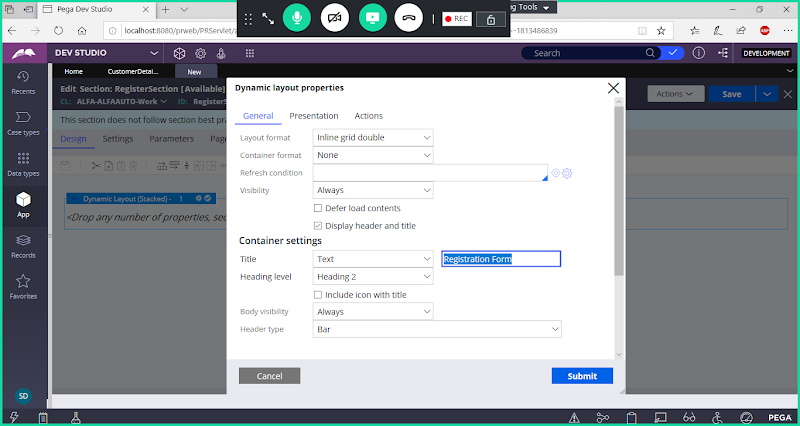 Pega Dev Studio
ng Tools
REC
localhost:8080/prweb/PRServlet/
-1813486839
ABP
DEV STUDIO
Search
DEVELOPMENT
Home
CustomerDetai...
New
Recents
Case types
Data types
App
Records
Favorites
SD
Edit Section: RegisterSection [Available]
CL: ALFA-ALFAAUTO-Work
ID: RegisterS
Actions
Save
This section does not follow section best pra
Design
Settings
Parameters
Page
Dynamic Layout (Stacked) - 1
<Drop any number of properties, sec
Dynamic layout properties
General
Presentation
Actions
Layout format
Inline grid double
Container format
None
Refresh condition
Visibility
Always
Defer load contents
Display header and title
Container settings
Title
Text
Registration Form
Heading level
Heading 2
Include icon with title
Body visibility
Always
Header type
Bar
Cancel
Submit
PEGA